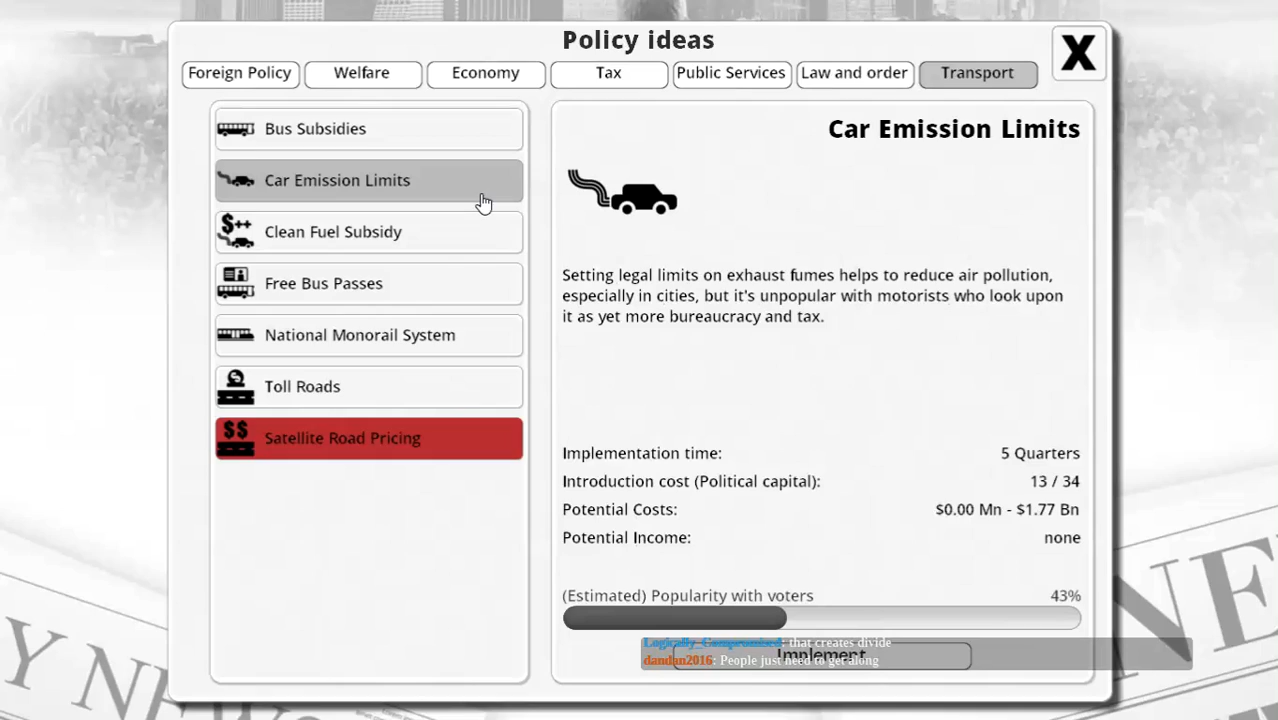 Policy ideas
X
Foreign Policy
Welfare
Economy
Tax
Public Services
Law and order
Transport
Bus Subsidies
Car Emission Limits
$++
Clean Fuel Subsidy
Free Bus Passes
National Monorail System
Toll Roads
$$
Satellite Road Pricing
Car Emission Limits
Setting legal limits on exhaust fumes helps to reduce air pollution,
especially in cities, but it's unpopular with motorists who look upon
it as yet more bureaucracy and tax.
Implementation time: 5 Quarters
Introduction cost (Political capital): 13 / 34
Potential Costs: $0.00 Mn - $1.77 Bn
Potential Income: none
(Estimated) Popularity with voters 43%
Logically_Compromised: that creates divide
Implement
dandan2016: People just need to get along
Y NEW
NEW